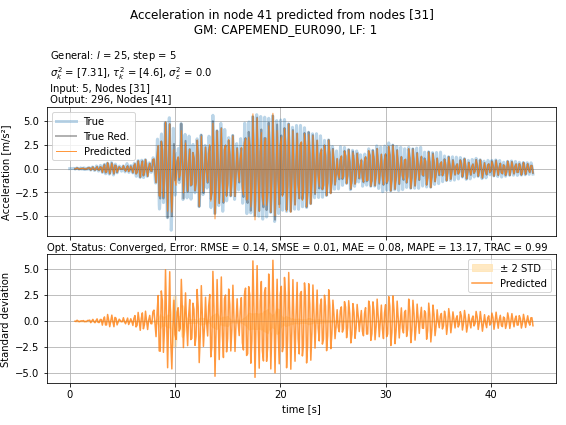 Acceleration in node 41 predicted from nodes [31]
GM: CAPEMEND_EUR090, LF: 1
General: l = 25, step = 5
σ²ₖ = [7.31], τ²ₖ = [4.6], σ²ε = 0.0
Input: 5, Nodes [31]
Output: 296, Nodes [41]
Acceleration [m/s²]
5.0
2.5
0.0
−2.5
−5.0
True
True Red.
Predicted
Opt. Status: Converged, Error: RMSE = 0.14, SMSE = 0.01, MAE = 0.08, MAPE = 13.17, TRAC = 0.99
Standard deviation
5.0
2.5
0.0
−2.5
−5.0
± 2 STD
Predicted
0 10 20 30 40
time [s]